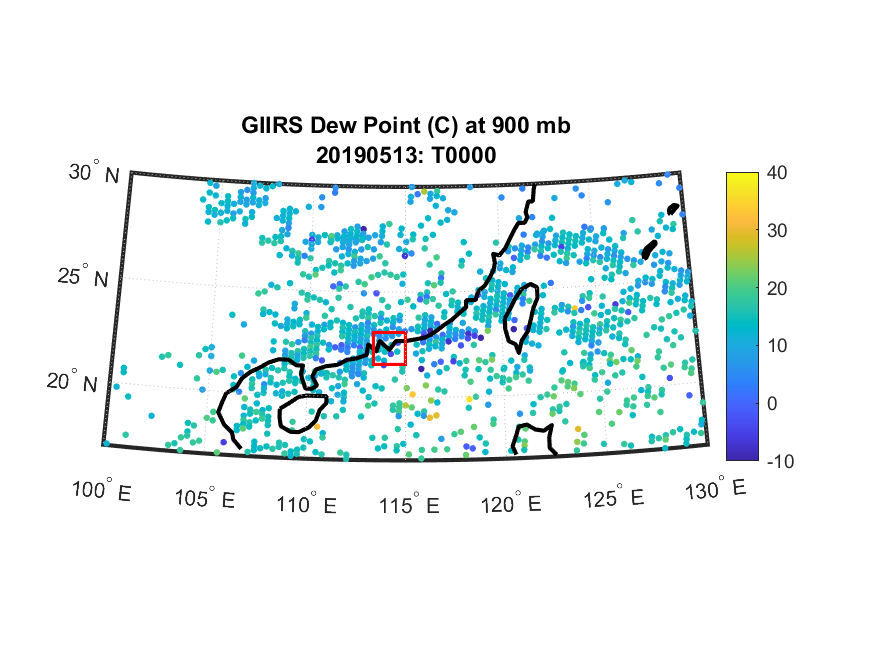 GIIRS Dew Point (C) at 900 mb
20190513: T0000
30° N
25° N
20° N
100° E
105° E
110° E
115° E
120° E
125° E
130° E
40
30
20
10
0
-10